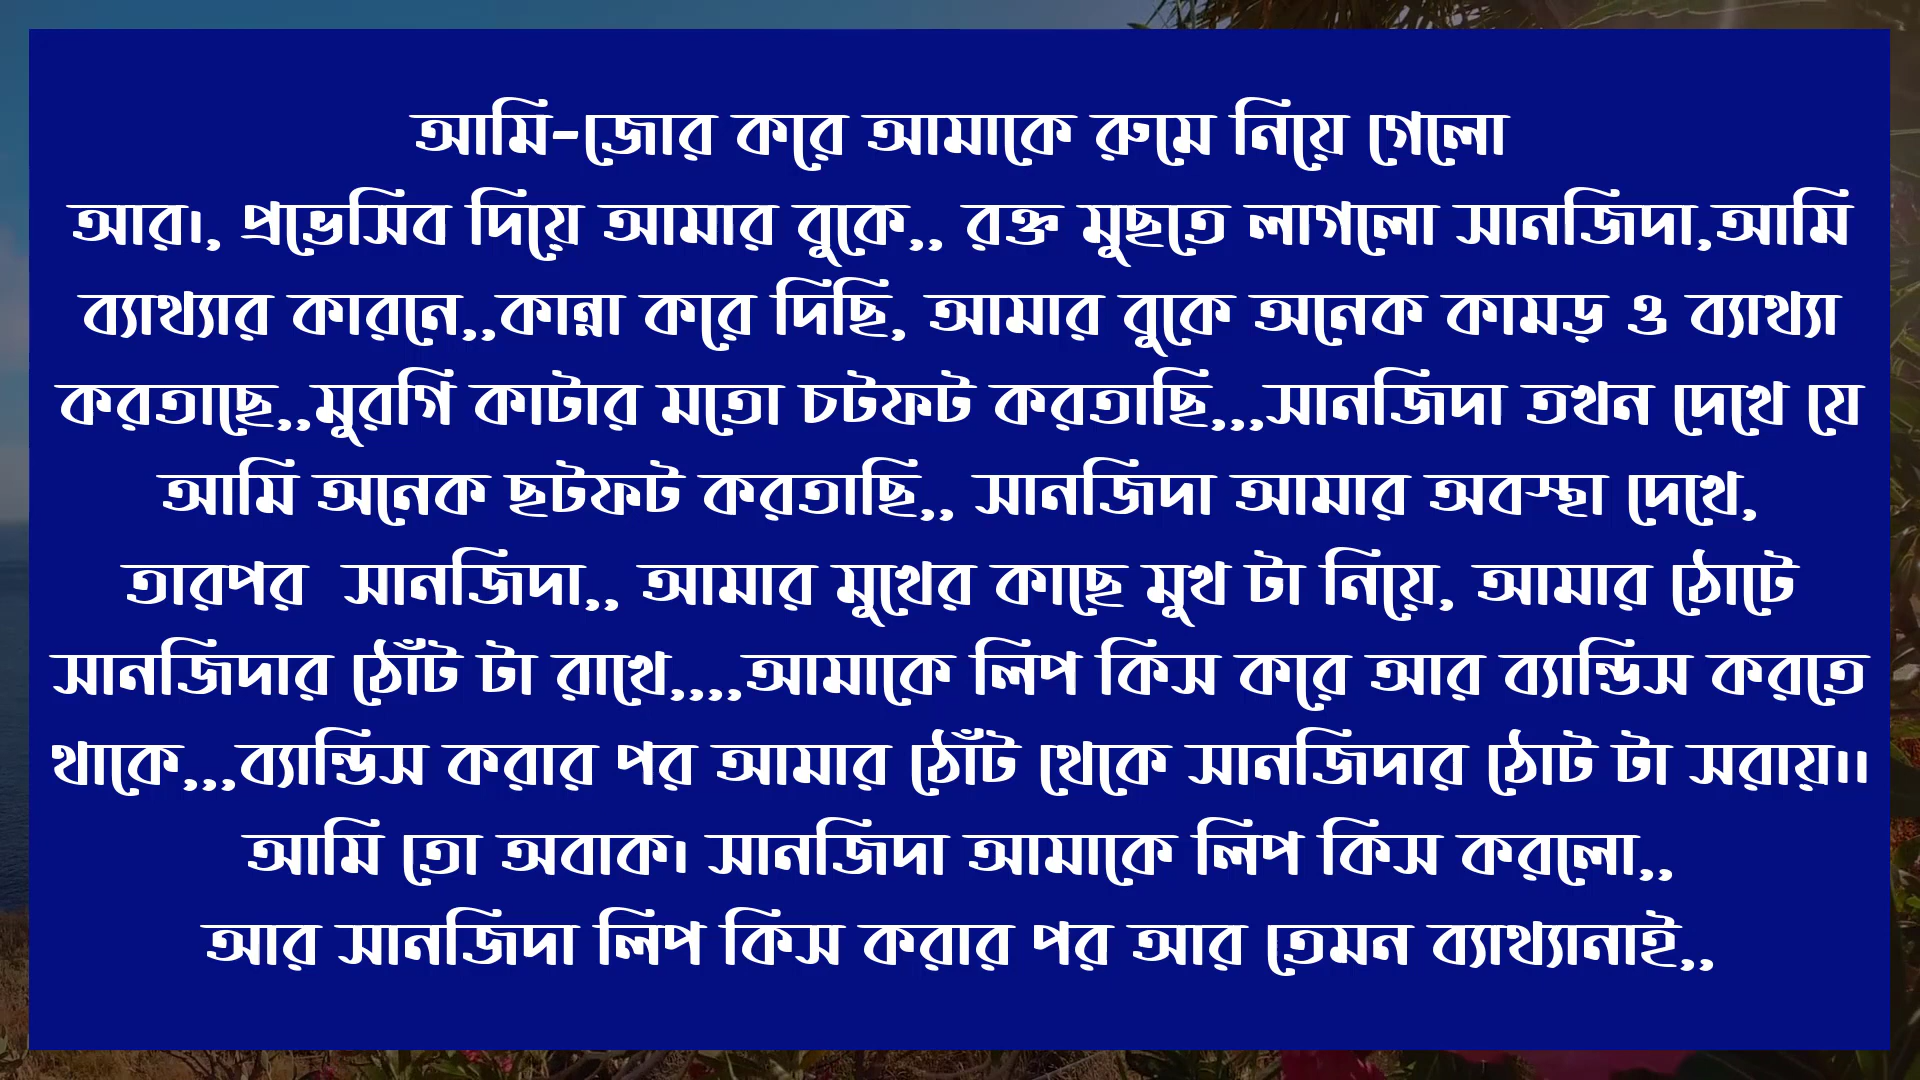 আমি-জোর করে আমাকে রুমে নিয়ে গেলো
আর।, প্রভেসিব দিয়ে আমার বুকে,, রক্ত মুছতে লাগলো সানজিদা,আমি
ব্যাথ্যার কারনে,,কান্না করে দিছি, আমার বুকে অনেক কামড় ও ব্যাথ্যা
করতাছে,,মুরগি কাটার মতো চটফট করতাছি,,,সানজিদা তখন দেখে যে
আমি অনেক ছটফট করতাছি,, সানজিদা আমার অবস্হা দেখে,
তারপর  সানজিদা,, আমার মুখের কাছে মুখ টা নিয়ে, আমার ঠোটে
সানজিদার ঠোঁট টা রাখে,,,,আমাকে লিপ কিস করে আর ব্যান্ডিস করতে
থাকে,,,ব্যান্ডিস করার পর আমার ঠোঁট থেকে সানজিদার ঠোট টা সরায়।।
আমি তো অবাক। সানজিদা আমাকে লিপ কিস করলো,,
আর সানজিদা লিপ কিস করার পর আর তেমন ব্যাথ্যানাই,,